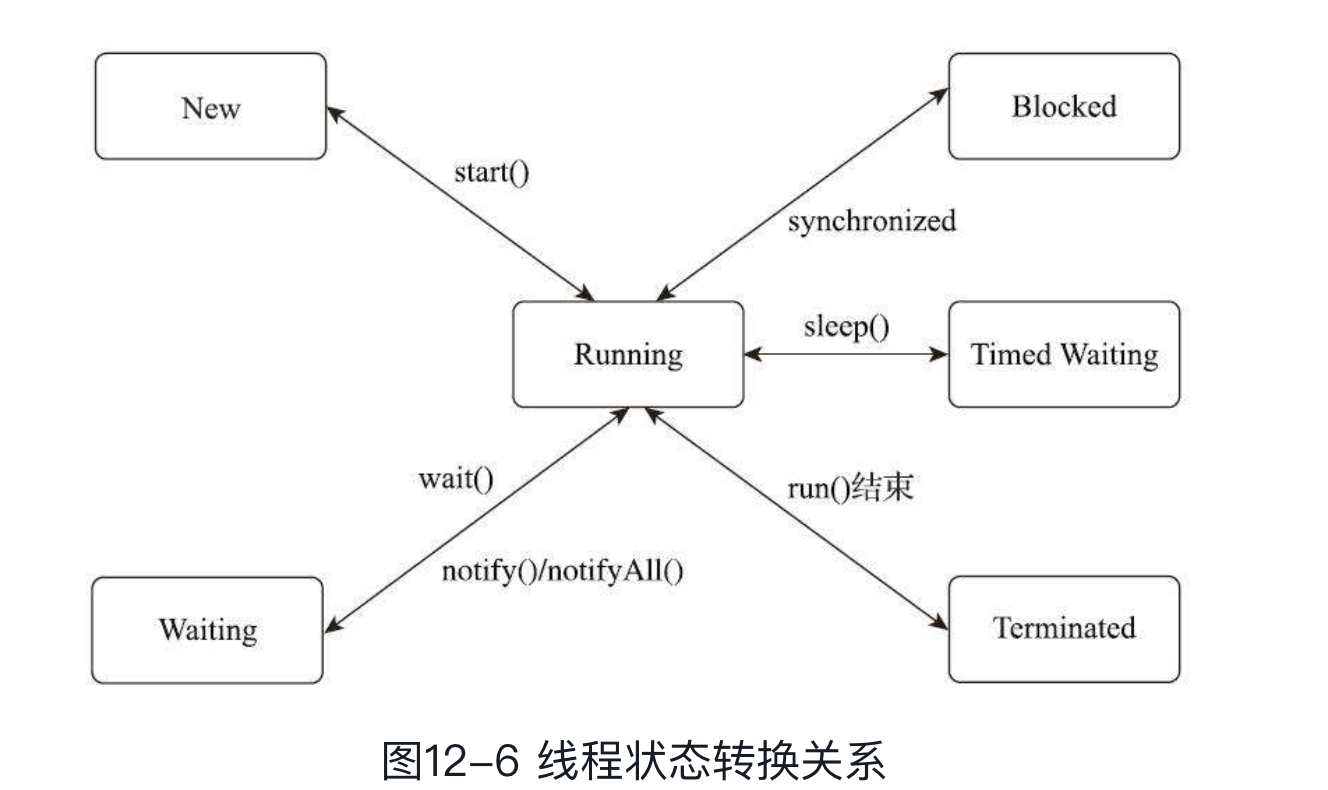 New
Blocked
start()
synchronized
Running
sleep()
Timed Waiting
wait()
run()结束
notify()/notifyAll()
Waiting
Terminated
图12-6 线程状态转换关系